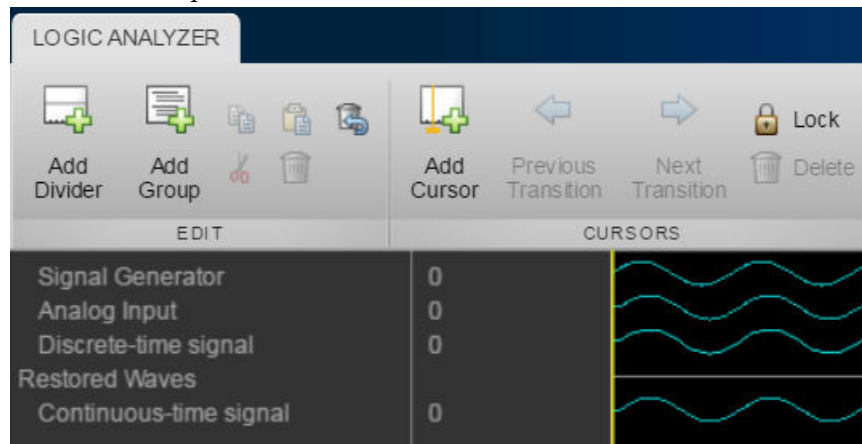 LOGIC ANALYZER
Add Divider
Add Group
Add Cursor
Previous Transition
Next Transition
Lock
Delete
EDIT
CURSORS
Signal Generator 0
Analog Input 0
Discrete-time signal 0
Restored Waves
Continuous-time signal 0